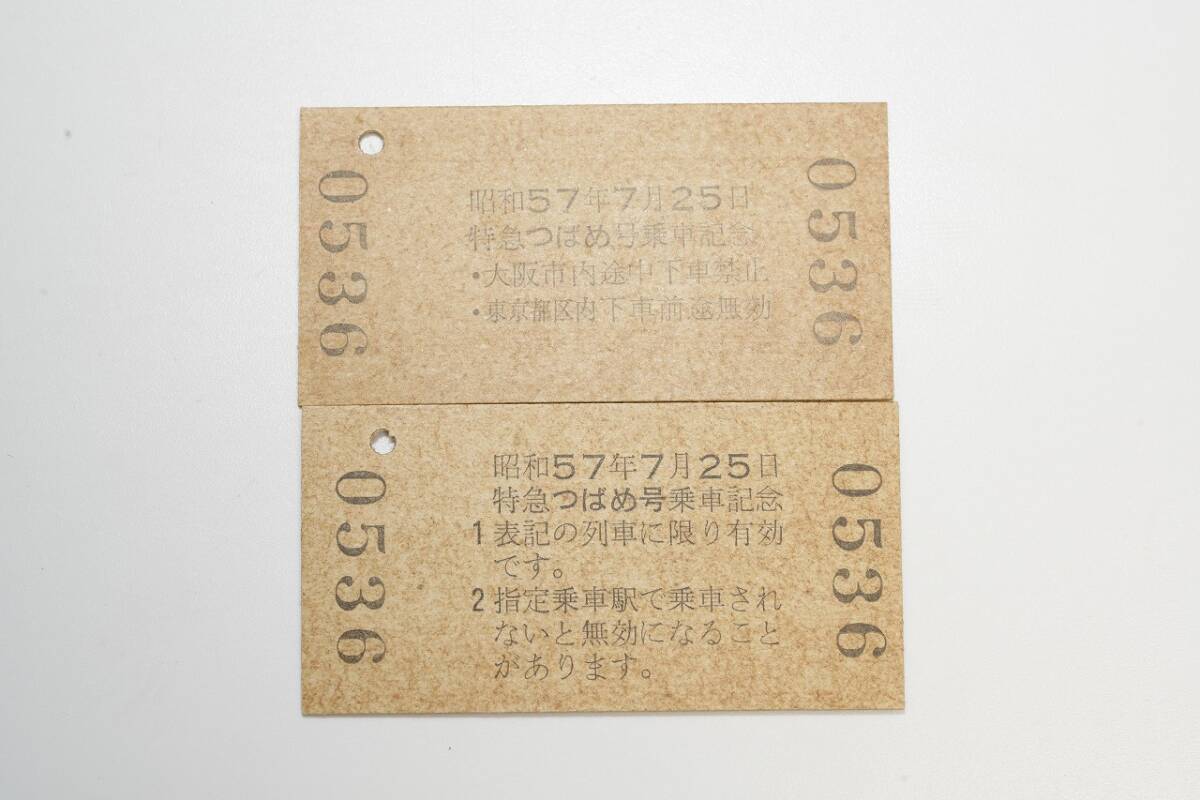 0536
昭和57年7月25日
特急つばめ号乗車記念
・大阪市内途中下車禁止
・東京都区内下車前途無効
0536
0536
昭和57年7月25日
特急つばめ号乗車記念
1 表記の列車に限り有効
です。
2 指定乗車駅で乗車され
ないと無効になること
があります。
0536